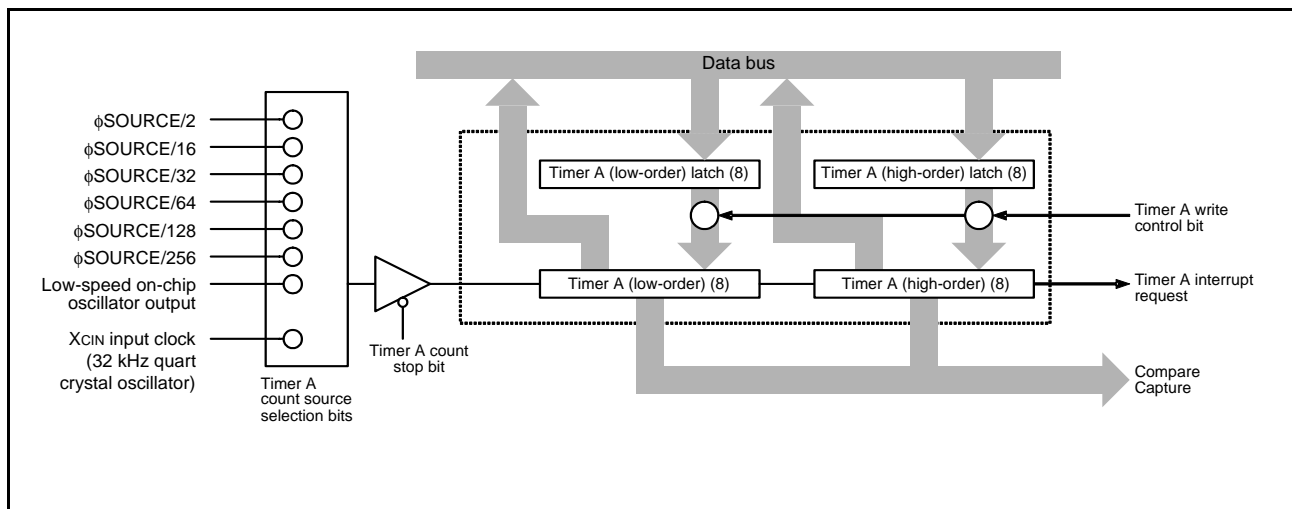 Data bus
φSOURCE/2
φSOURCE/16
φSOURCE/32
φSOURCE/64
φSOURCE/128
φSOURCE/256
Low-speed on-chip
oscillator output
XCIN input clock
(32 kHz quart
crystal oscillator)
Timer A
count source
selection bits
Timer A count
stop bit
Timer A (low-order) latch (8)
Timer A (high-order) latch (8)
Timer A write
control bit
Timer A (low-order) (8)
Timer A (high-order) (8)
Timer A interrupt
request
Compare
Capture